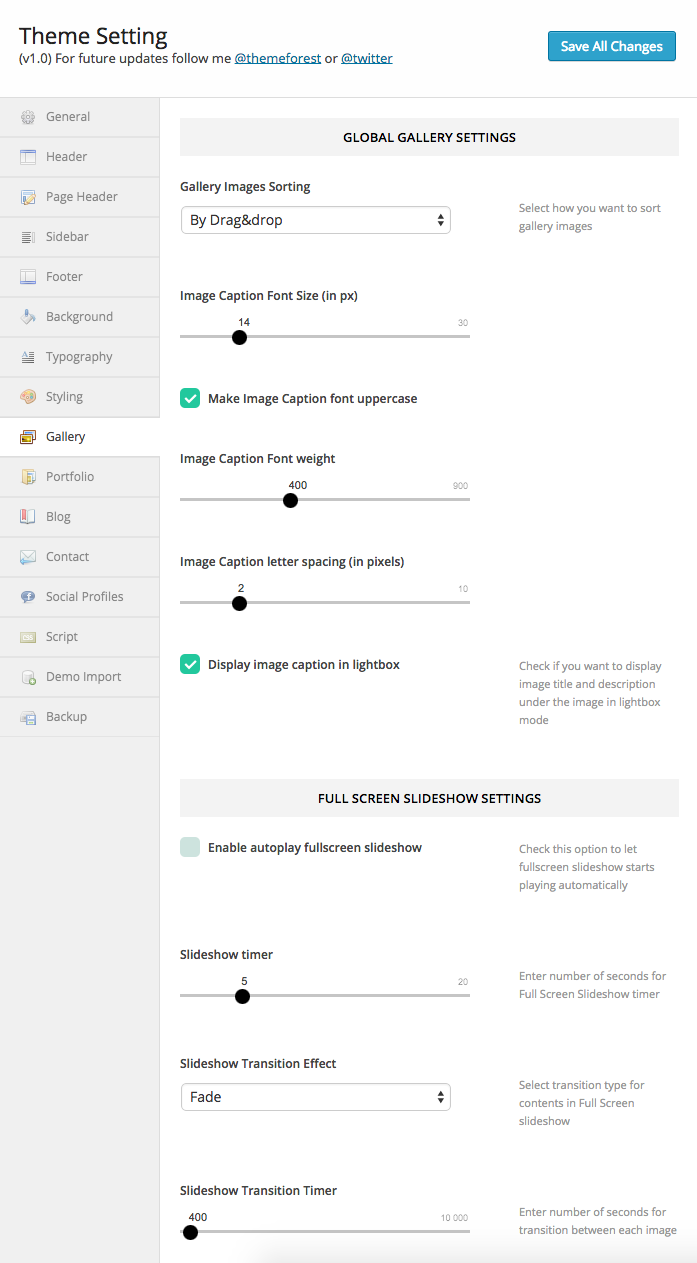 Theme Setting
(v1.0) For future updates follow me @themeforest or @twitter
Save All Changes
General
Header
Page Header
Sidebar
Footer
Background
Typography
Styling
Gallery
Portfolio
Blog
Contact
Social Profiles
Script
Demo Import
Backup
GLOBAL GALLERY SETTINGS
Gallery Images Sorting
By Drag&drop
Select how you want to sort
gallery images
Image Caption Font Size (in px)
14
30
Make Image Caption font uppercase
Image Caption Font weight
400
900
Image Caption letter spacing (in pixels)
2
10
Display image caption in lightbox
Check if you want to display
image title and description
under the image in lightbox
mode
FULL SCREEN SLIDESHOW SETTINGS
Enable autoplay fullscreen slideshow
Check this option to let
fullscreen slideshow starts
playing automatically
Slideshow timer
5
20
Enter number of seconds for
Full Screen Slideshow timer
Slideshow Transition Effect
Fade
Select transition type for
contents in Full Screen
slideshow
Slideshow Transition Timer
400
10 000
Enter number of seconds for
transition between each image